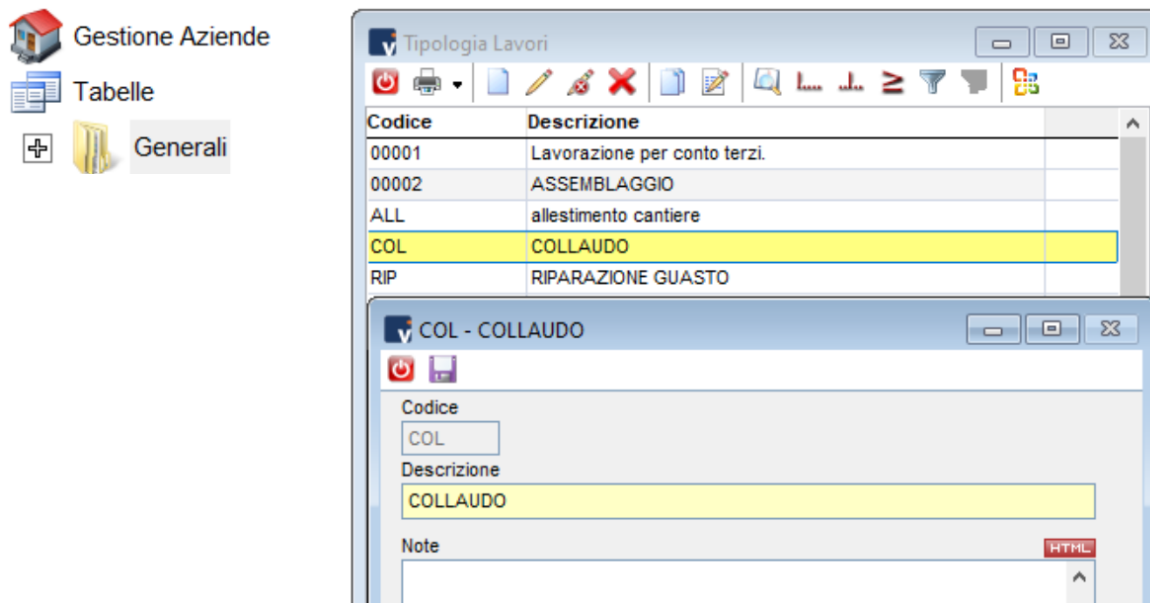 Gestione Aziende
Tabelle
Generali
Tipologia Lavori
Codice Descrizione
00001 Lavorazione per conto terzi.
00002 ASSEMBLAGGIO
ALL allestimento cantiere
COL COLLAUDO
RIP RIPARAZIONE GUASTO
COL - COLLAUDO
Codice
COL
Descrizione
COLLAUDO
Note HTML